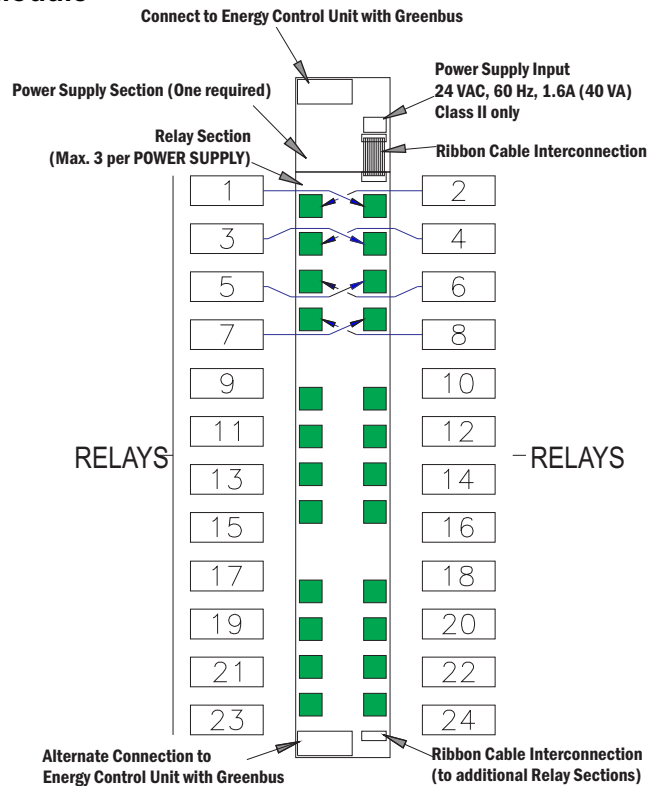 Connect to Energy Control Unit with Greenbus
Power Supply Section (One required)
Power Supply Input
24 VAC, 60 Hz, 1.6A (40 VA)
Class II only
Relay Section
(Max. 3 per POWER SUPPLY)
Ribbon Cable Interconnection
1 2
3 4
5 6
7 8
9 10
11 12
RELAYS RELAYS
13 14
15 16
17 18
19 20
21 22
23 24
Alternate Connection to
Energy Control Unit with Greenbus
Ribbon Cable Interconnection
(to additional Relay Sections)